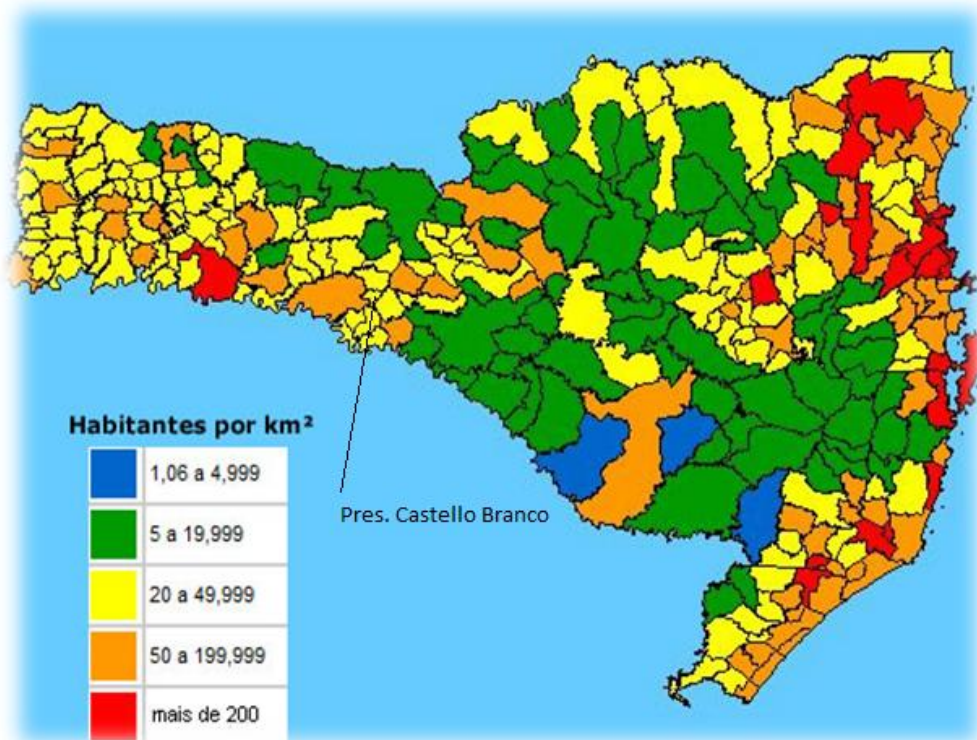 Habitantes por km²
1,06 a 4,999
5 a 19,999
20 a 49,999
50 a 199,999
mais de 200
Pres. Castello Branco